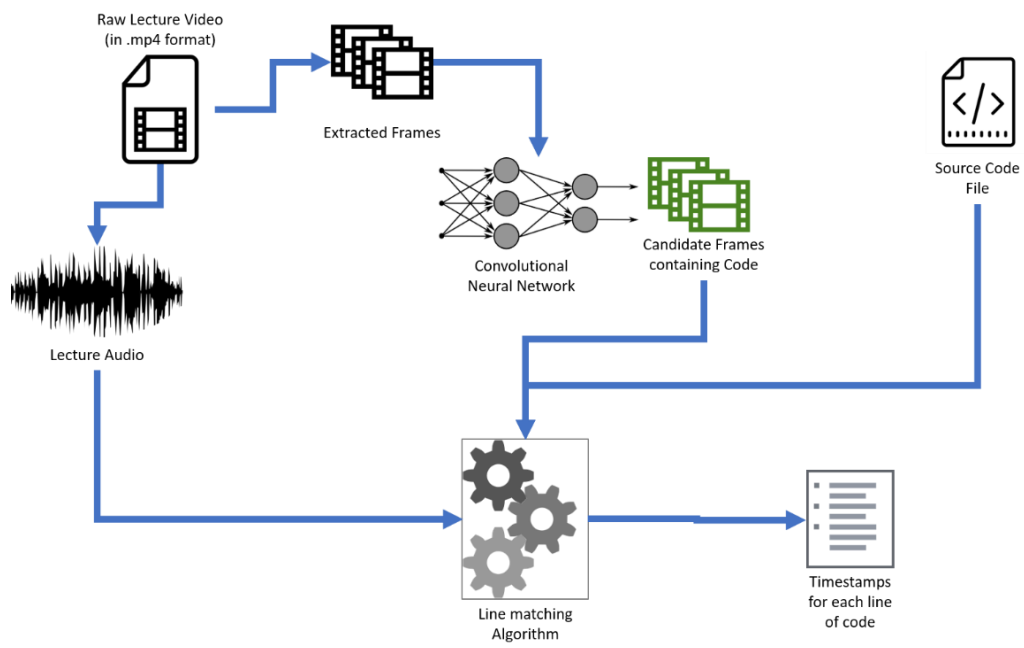 Raw Lecture Video
(in .mp4 format)
Extracted Frames
Source Code
File
Convolutional
Neural Network
Candidate Frames
containing Code
Lecture Audio
Line matching
Algorithm
Timestamps
for each line
of code